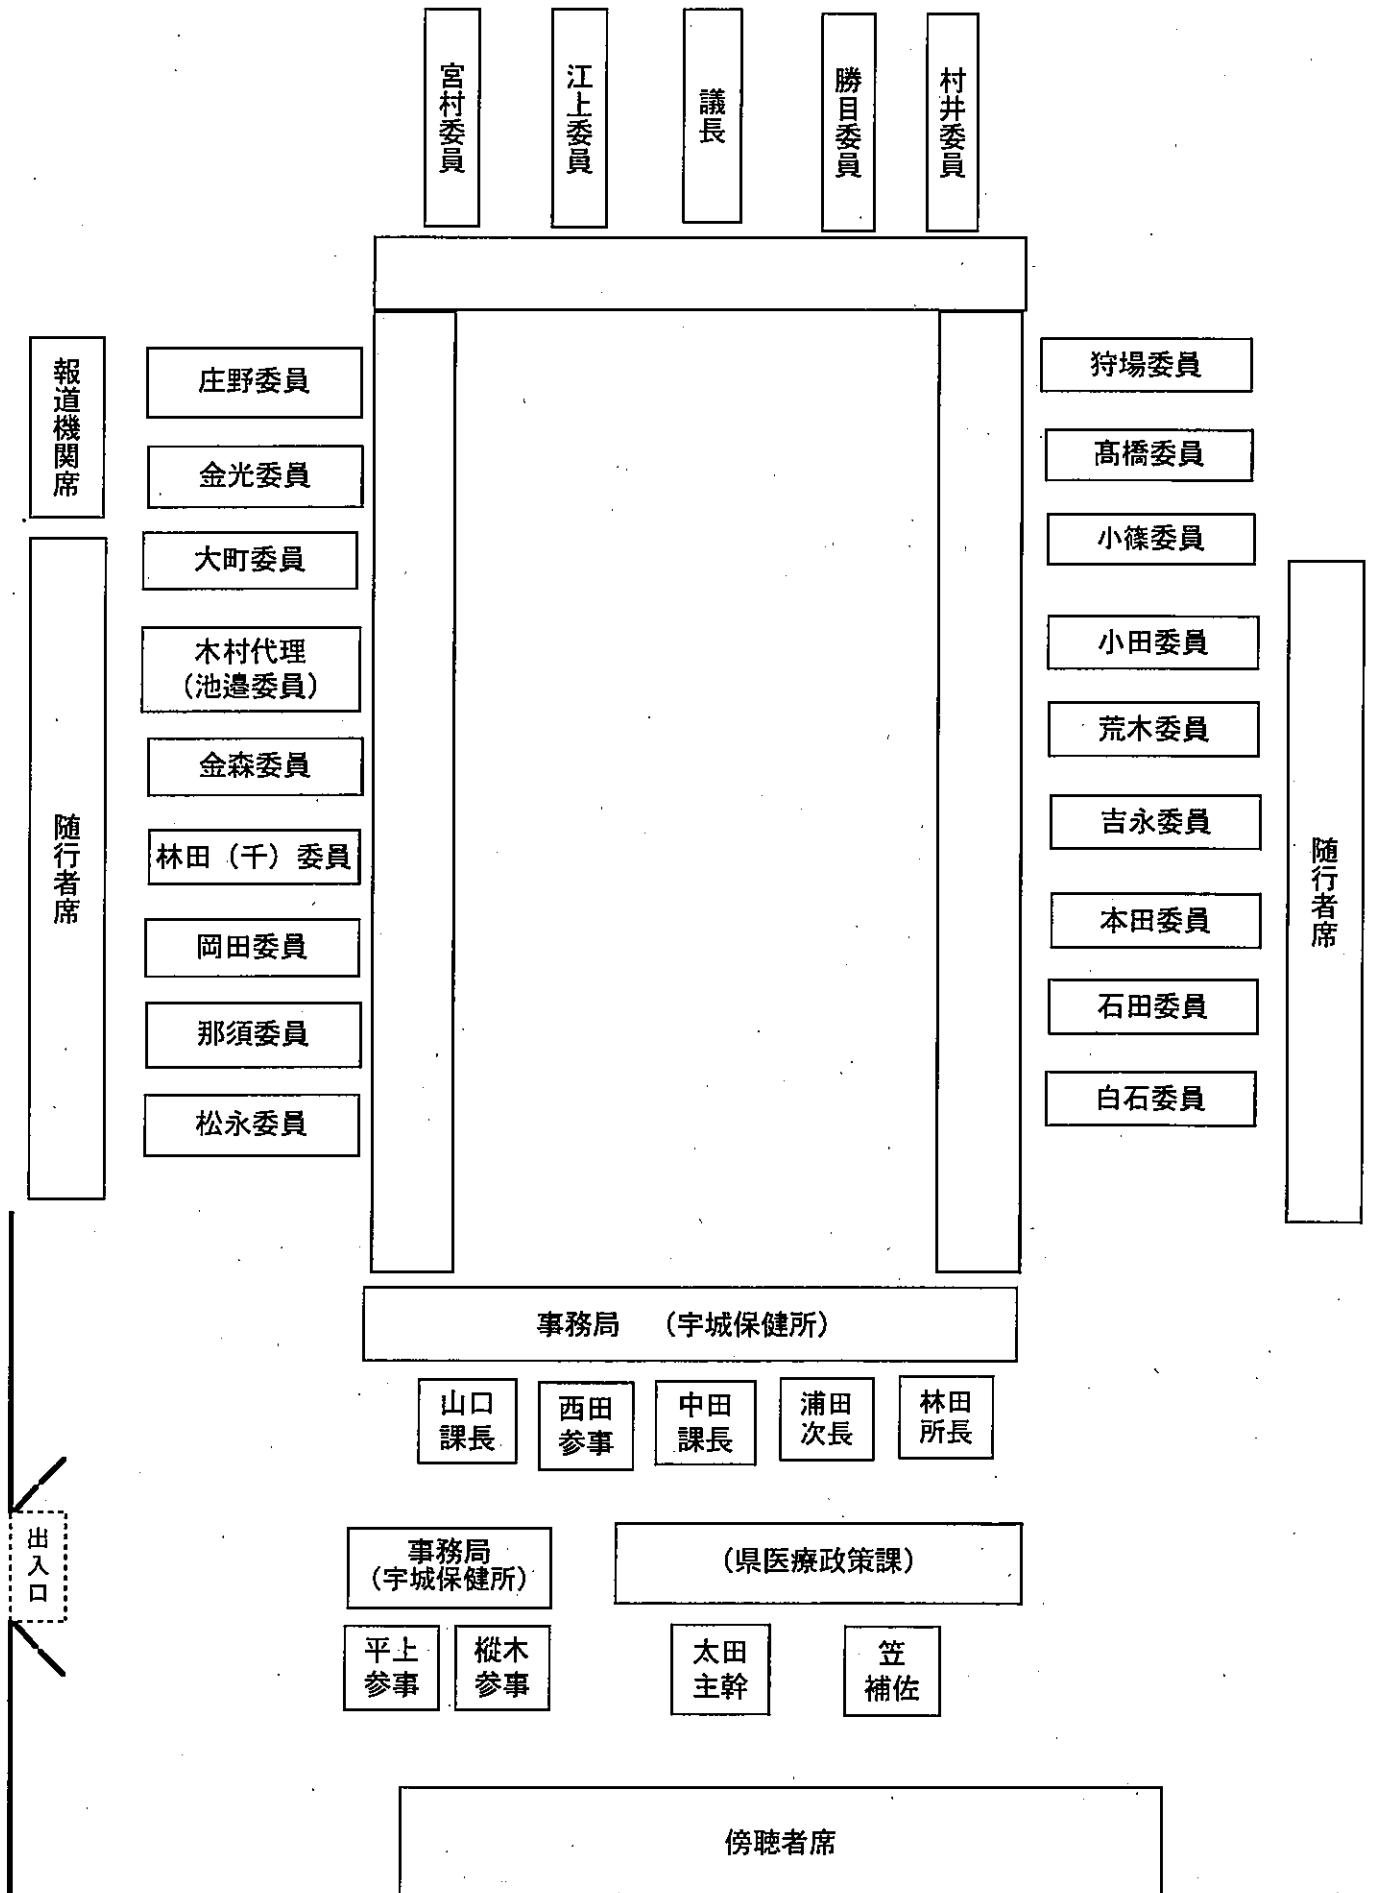 宮村委員
江上委員
議長
勝目委員
村井委員
報道機関席
随行者席
庄野委員
金光委員
大町委員
木村代理
（池邉委員）
金森委員
林田（千）委員
岡田委員
那須委員
松永委員
狩場委員
髙橋委員
小篠委員
小田委員
荒木委員
吉永委員
本田委員
石田委員
白石委員
随行者席
事務局　（宇城保健所）
山口
課長
西田
参事
中田
課長
浦田
次長
林田
所長
出入口
事務局
（宇城保健所）
（県医療政策課）
平上
参事
樅木
参事
太田
主幹
笠
補佐
傍聴者席